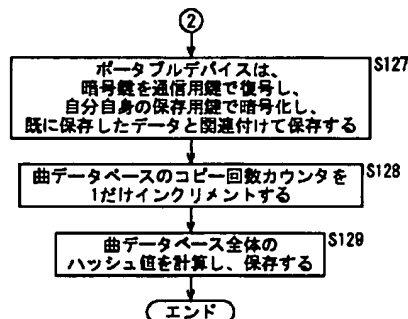 ②
ポータブルデバイスは、
S127
暗号鍵を通信用鍵で復号し、
自分自身の保存用鍵で暗号化し、
既に保存したデータと関連付けて保存する
曲データベースのコピー回数カウンタを
S128
1だけインクリメントする
曲データベース全体の
S129
ハッシュ値を計算し、保存する
エンド